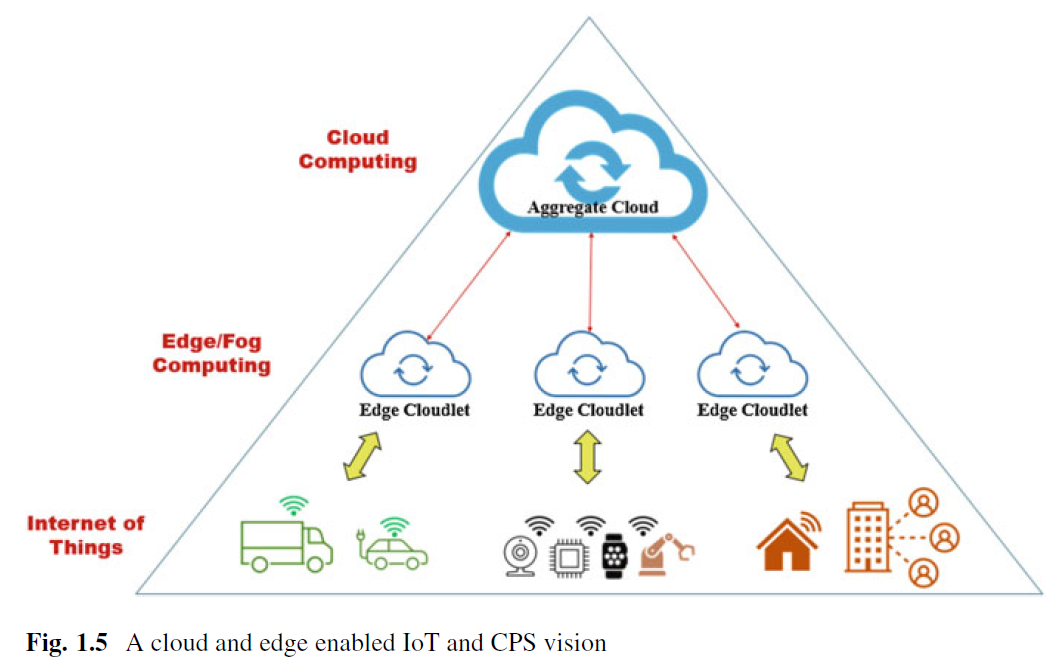 Cloud
Computing
Aggregate Cloud
Edge/Fog
Computing
Edge Cloudlet
Edge Cloudlet
Edge Cloudlet
Internet of
Things
Fig. 1.5 A cloud and edge enabled IoT and CPS vision